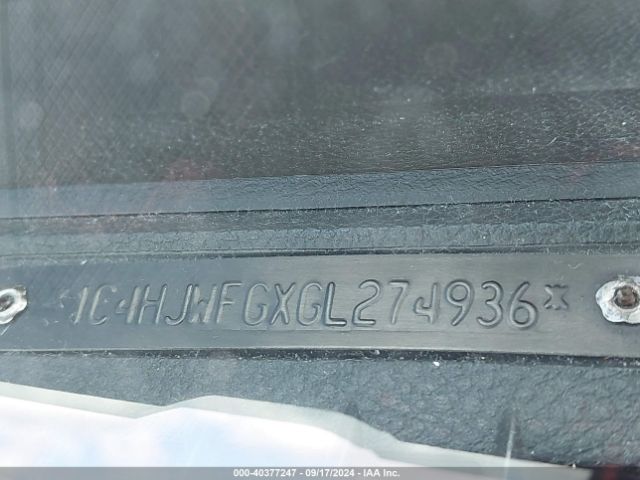 *1C4HJWFGXGL274936*
000-40377247 - 09/17/2024 - IAA Inc.